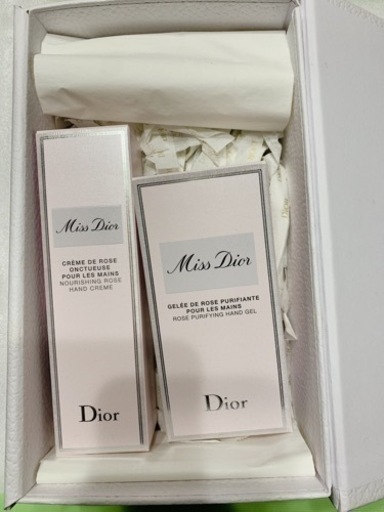 Miss Dior
CRÈME DE ROSE
ONCTUEUSE
POUR LES MAINS
NOURISHING ROSE
HAND CREME
Dior
Miss Dior
GELÉE DE ROSE PURIFIANTE
POUR LES MAINS
ROSE PURIFYING HAND GEL
Dior